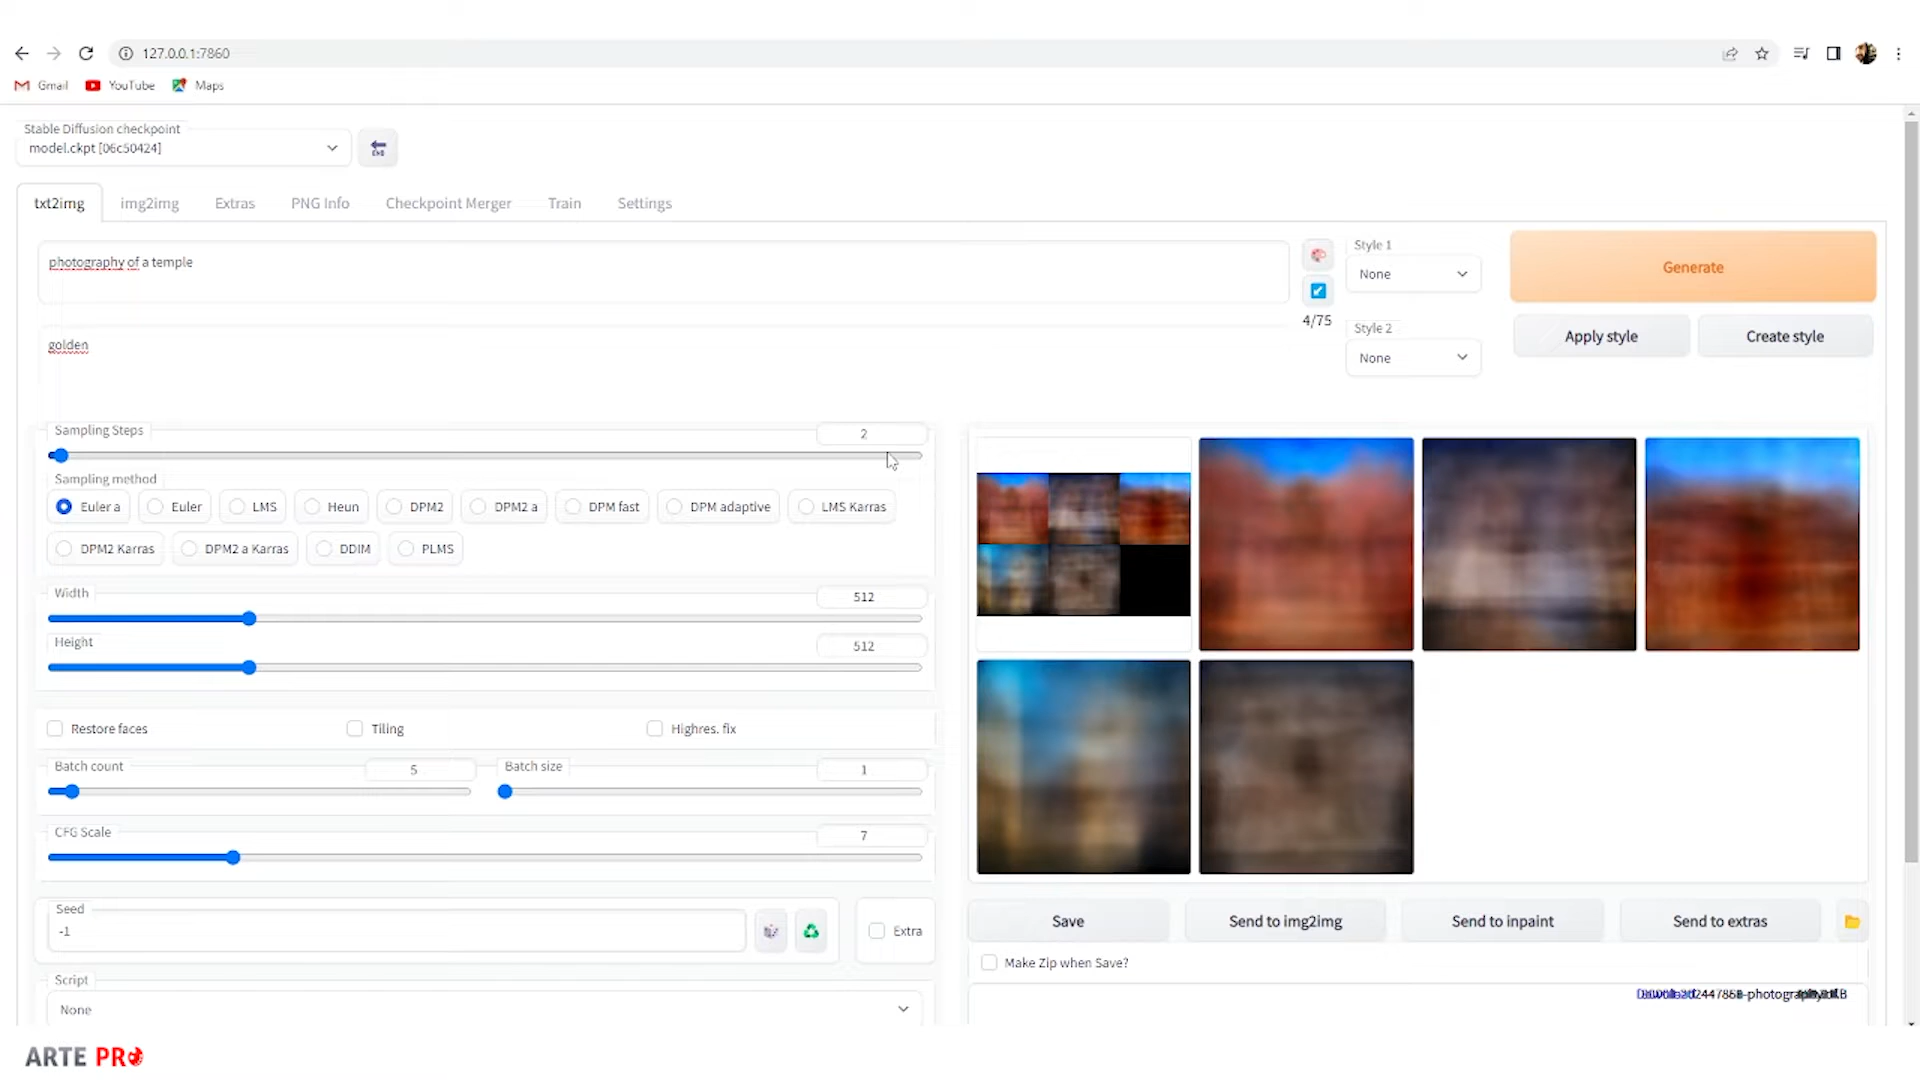 127.0.0.1:7860
Gmail YouTube Maps
Stable Diffusion checkpoint
model.ckpt [06c50424]
txt2img img2img Extras PNG Info Checkpoint Merger Train Settings
photography of a temple
golden
4/75
Style 1
None
Style 2
None
Generate
Apply style Create style
Sampling Steps 2
Sampling method
Euler a Euler LMS Heun DPM2 DPM2 a DPM fast DPM adaptive LMS Karras
DPM2 Karras DPM2 a Karras DDIM PLMS
Width 512
Height 512
Restore faces Tiling Highres. fix
Batch count 5 Batch size 1
CFG Scale 7
Seed
-1
Extra
Script
None
Save Send to img2img Send to inpaint Send to extras
Make Zip when Save?
ARTE PRO